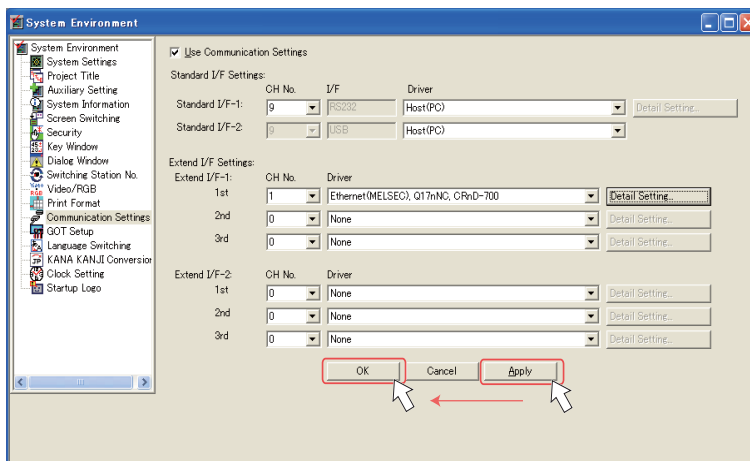 System Environment
System Environment
System Settings
Project Title
Auxiliary Setting
System Information
Screen Switching
Security
Key Window
Dialog Window
Switching Station No.
Video/RGB
Print Format
Communication Settings
GOT Setup
Language Switching
KANA KANJI Conversion
Clock Setting
Startup Logo
Use Communication Settings
Standard I/F Settings:
CH No. I/F Driver
Standard I/F-1: 9 RS232 Host(PC) Detail Setting...
Standard I/F-2: 9 USB Host(PC)
Extend I/F Settings:
Extend I/F-1: CH No. Driver
1st 1 Ethernet(MELSEC), Q17nNC, CRnD-700 Detail Setting...
2nd 0 None Detail Setting...
3rd 0 None Detail Setting...
Extend I/F-2: CH No. Driver
1st 0 None Detail Setting...
2nd 0 None Detail Setting...
3rd 0 None Detail Setting...
OK Cancel Apply